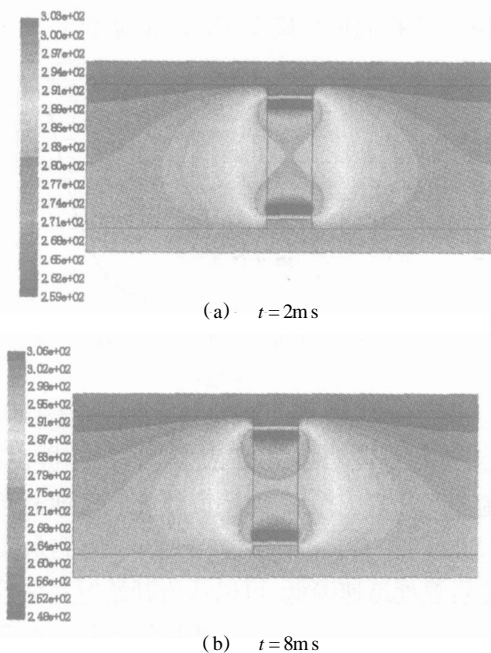 3.03e+02
3.00e+02
2.97e+02
2.94e+02
2.91e+02
2.89e+02
2.86e+02
2.83e+02
2.80e+02
2.77e+02
2.74e+02
2.71e+02
2.68e+02
2.65e+02
2.62e+02
2.59e+02
(a) t=2ms
3.06e+02
3.02e+02
2.98e+02
2.95e+02
2.91e+02
2.87e+02
2.83e+02
2.79e+02
2.75e+02
2.71e+02
2.68e+02
2.64e+02
2.60e+02
2.56e+02
2.52e+02
2.48e+02
(b) t=8ms